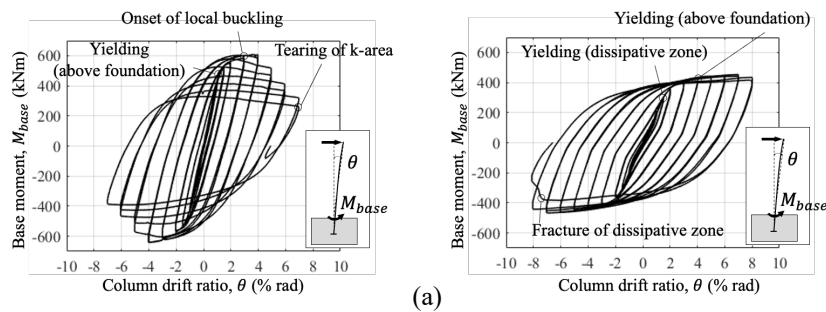 Onset of local buckling
Yielding
(above foundation)
Tearing of k-area
Base moment, M_base (kNm)
600
400
200
0
-200
-400
-600
-10 -8 -6 -4 -2 0 2 4 6 8 10
Column drift ratio, θ (% rad)
θ
M_base
Yielding (above foundation)
Yielding (dissipative zone)
Base moment, M_base (kNm)
600
400
200
0
-200
-400
-600
-10 -8 -6 -4 -2 0 2 4 6 8 10
Column drift ratio, θ (% rad)
θ
M_base
Fracture of dissipative zone
(a)